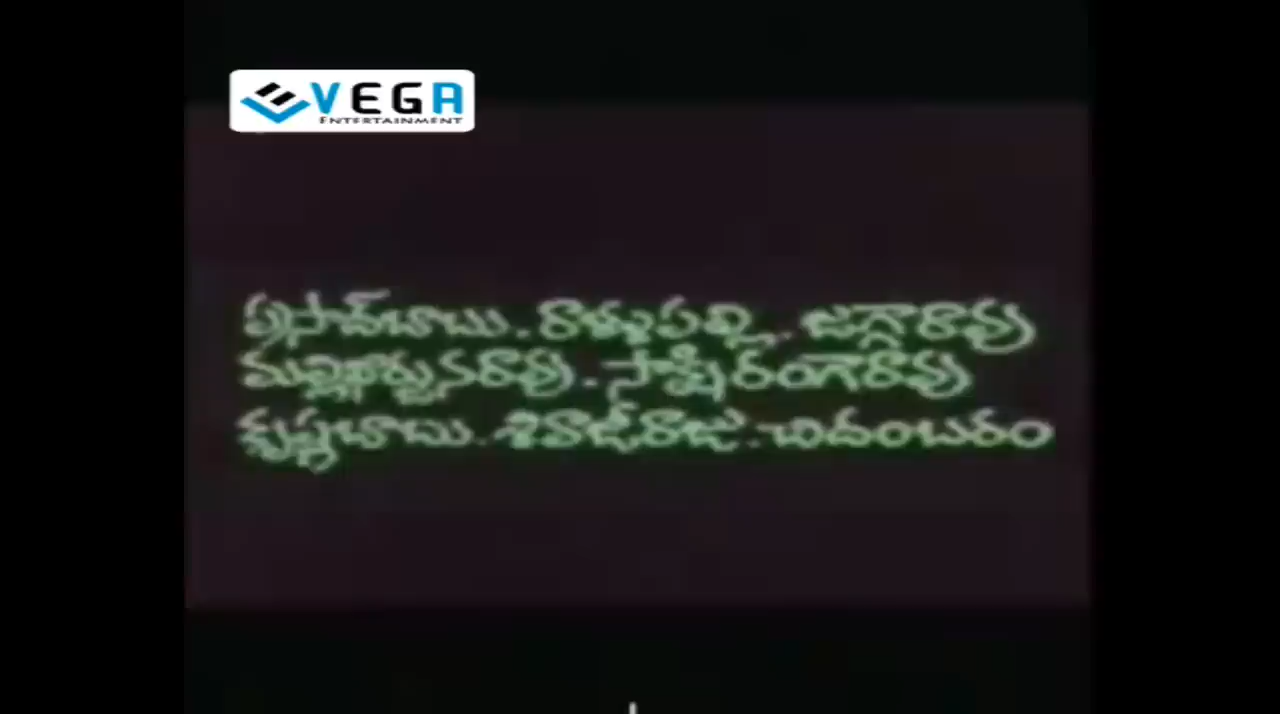 VEGA
ENTERTAINMENT
ప్రసాద్‌బాబు. రాళ్ళపల్లి. జగ్గారావు
మల్లిఖార్జునరావు. సాక్షిరంగారావు
కృష్ణబాబు. శివాజీరాజు. చిదంబరం